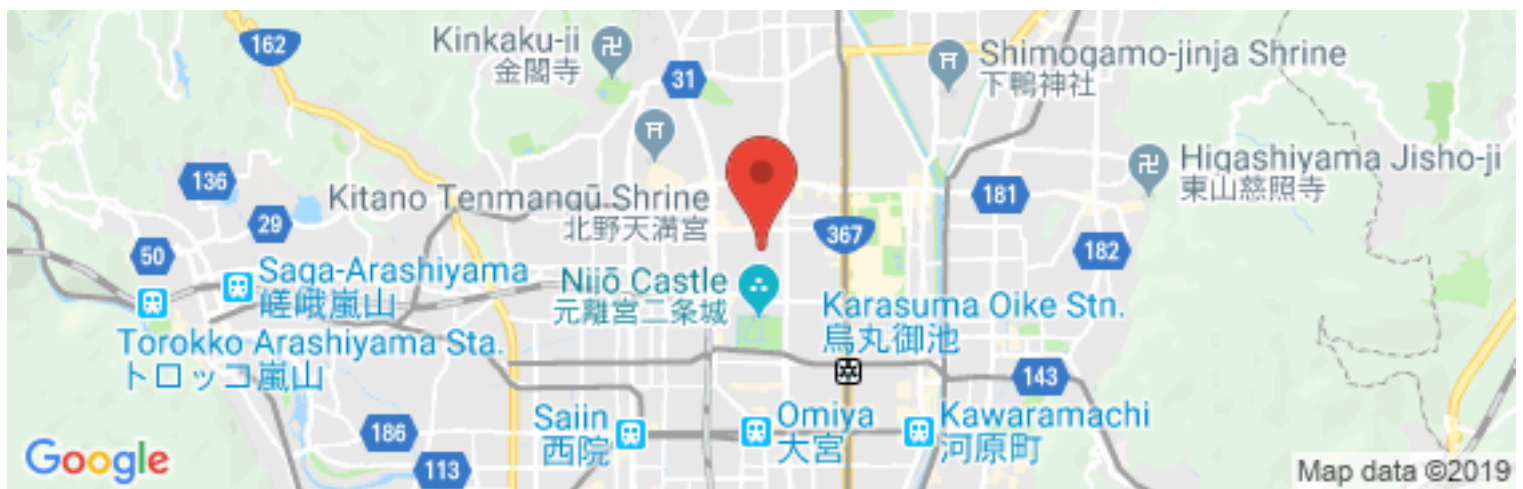 162
Kinkaku-ji
金閣寺
31
Shimogamo-jinja Shrine
下鴨神社
136
Higashiyama Jisho-ji
東山慈照寺
181
Kitano Tenmangū Shrine
北野天満宮
29
367
182
50
Saga-Arashiyama
嵯峨嵐山
Nijō Castle
元離宮二条城
Karasuma Oike Stn.
烏丸御池
Torokko Arashiyama Sta.
トロッコ嵐山
143
Saiin
西院
Omiya
大宮
Kawaramachi
河原町
186
113
Google
Map data ©2019